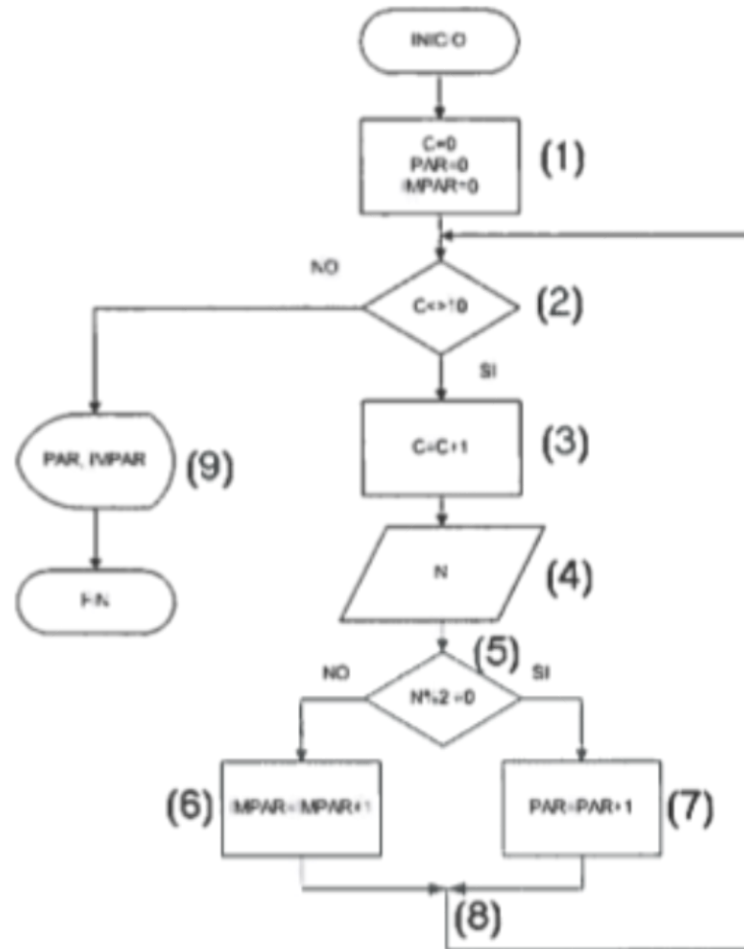 INICIO
C=0
PAR=0
IMPAR=0
(1)
NO
C<>10
(2)
SI
C=C+1
(3)
PAR, IMPAR
(9)
N
(4)
FIN
(5)
NO
N%2=0
SI
(6)
IMPAR=IMPAR+1
PAR=PAR+1
(7)
(8)